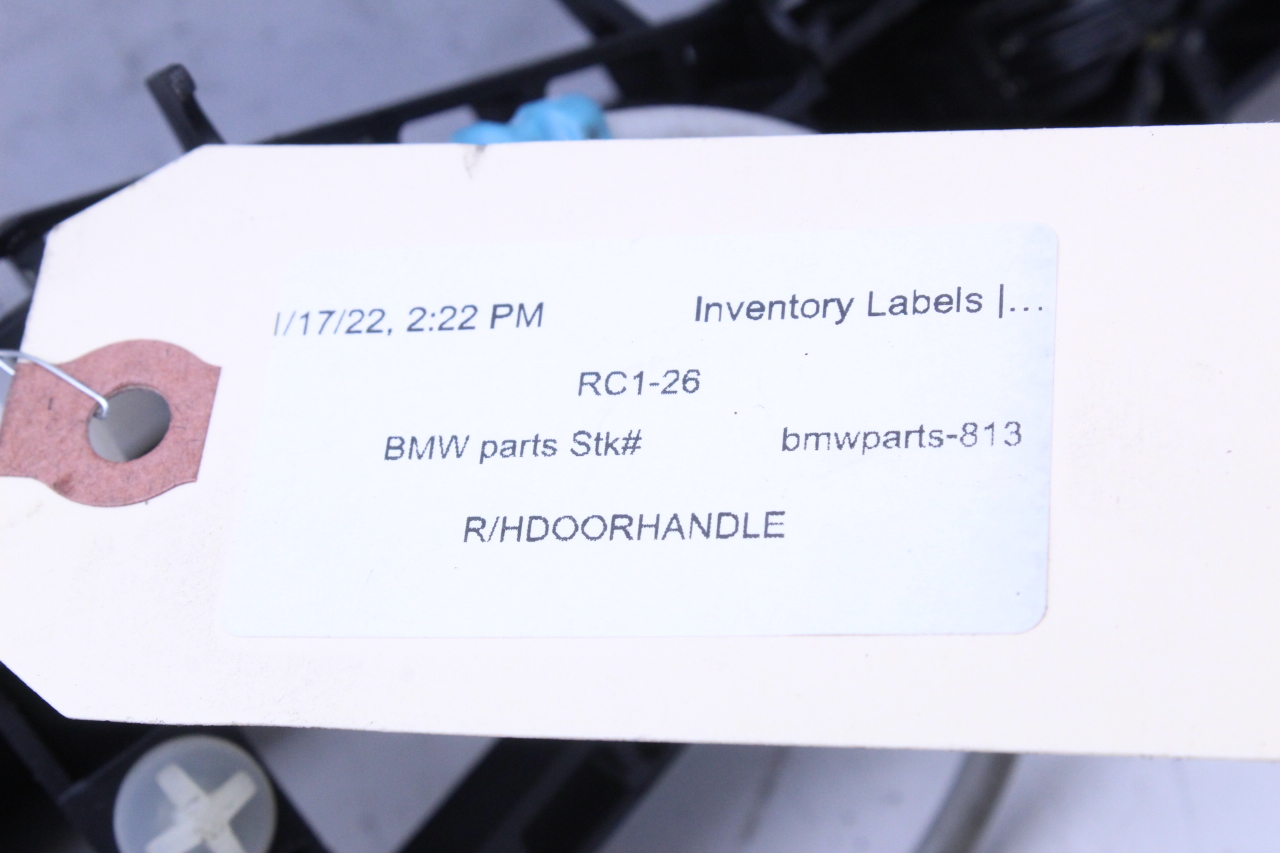 /17/22, 2:22 PM Inventory Labels |...
RC1-26
BMW parts Stk# bmwparts-813
R/HDOORHANDLE